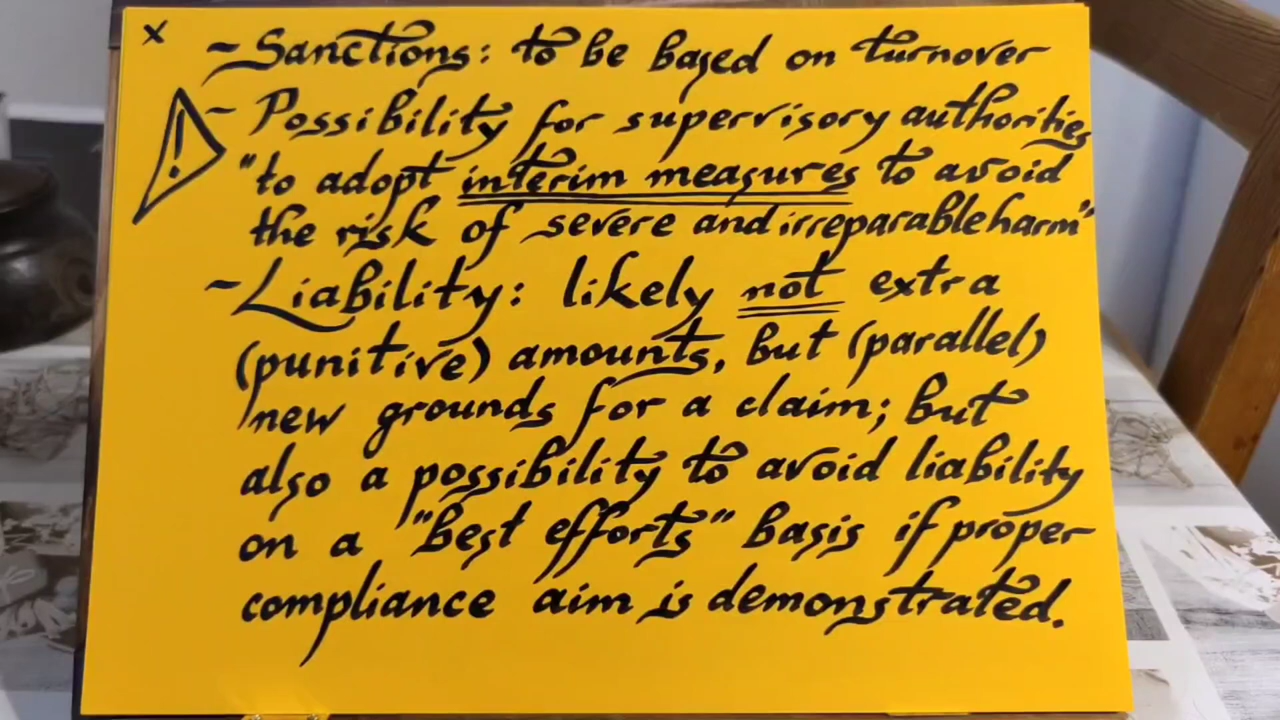 x ~ Sanctions: to be based on turnover
! ~ Possibility for supervisory authorities
"to adopt interim measures to avoid
the risk of severe and irreparable harm"
~ Liability: likely not extra
(punitive) amounts, but (parallel)
new grounds for a claim; but
also a possibility to avoid liability
on a "best efforts" basis if proper
compliance aim is demonstrated.